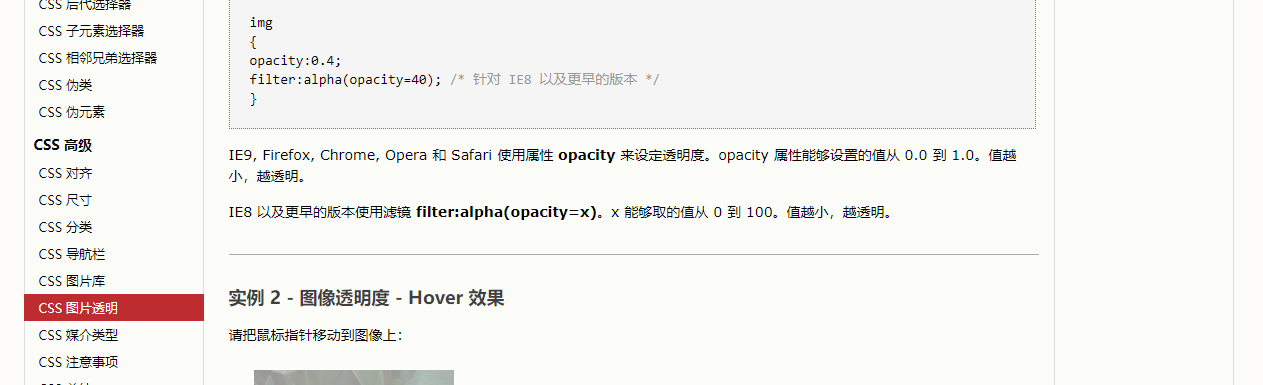 CSS 后代选择器
CSS 子元素选择器
CSS 相邻兄弟选择器
CSS 伪类
CSS 伪元素
CSS 高级
CSS 对齐
CSS 尺寸
CSS 分类
CSS 导航栏
CSS 图片库
CSS 图片透明
CSS 媒介类型
CSS 注意事项
img
{
opacity:0.4;
filter:alpha(opacity=40); /* 针对 IE8 以及更早的版本 */
}
IE9, Firefox, Chrome, Opera 和 Safari 使用属性 opacity 来设定透明度。opacity 属性能够设置的值从 0.0 到 1.0。值越
小，越透明。
IE8 以及更早的版本使用滤镜 filter:alpha(opacity=x)。x 能够取的值从 0 到 100。值越小，越透明。
实例 2 - 图像透明度 - Hover 效果
请把鼠标指针移动到图像上：